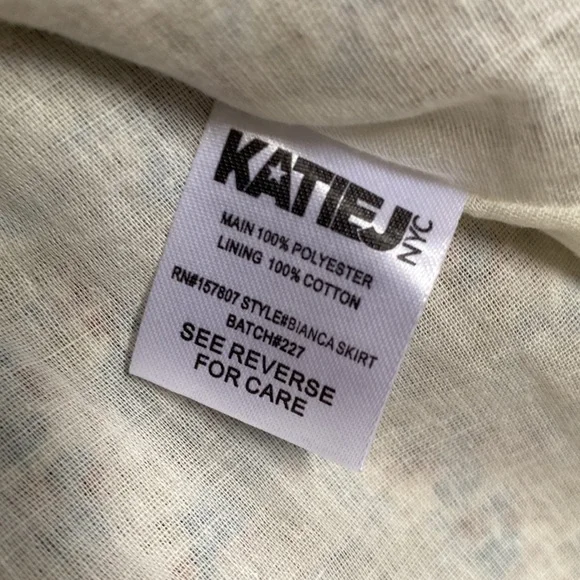 KATIEJ NYC
MAIN 100% POLYESTER
LINING 100% COTTON
RN#157807 STYLE#BIANCA SKIRT
BATCH#227
SEE REVERSE
FOR CARE